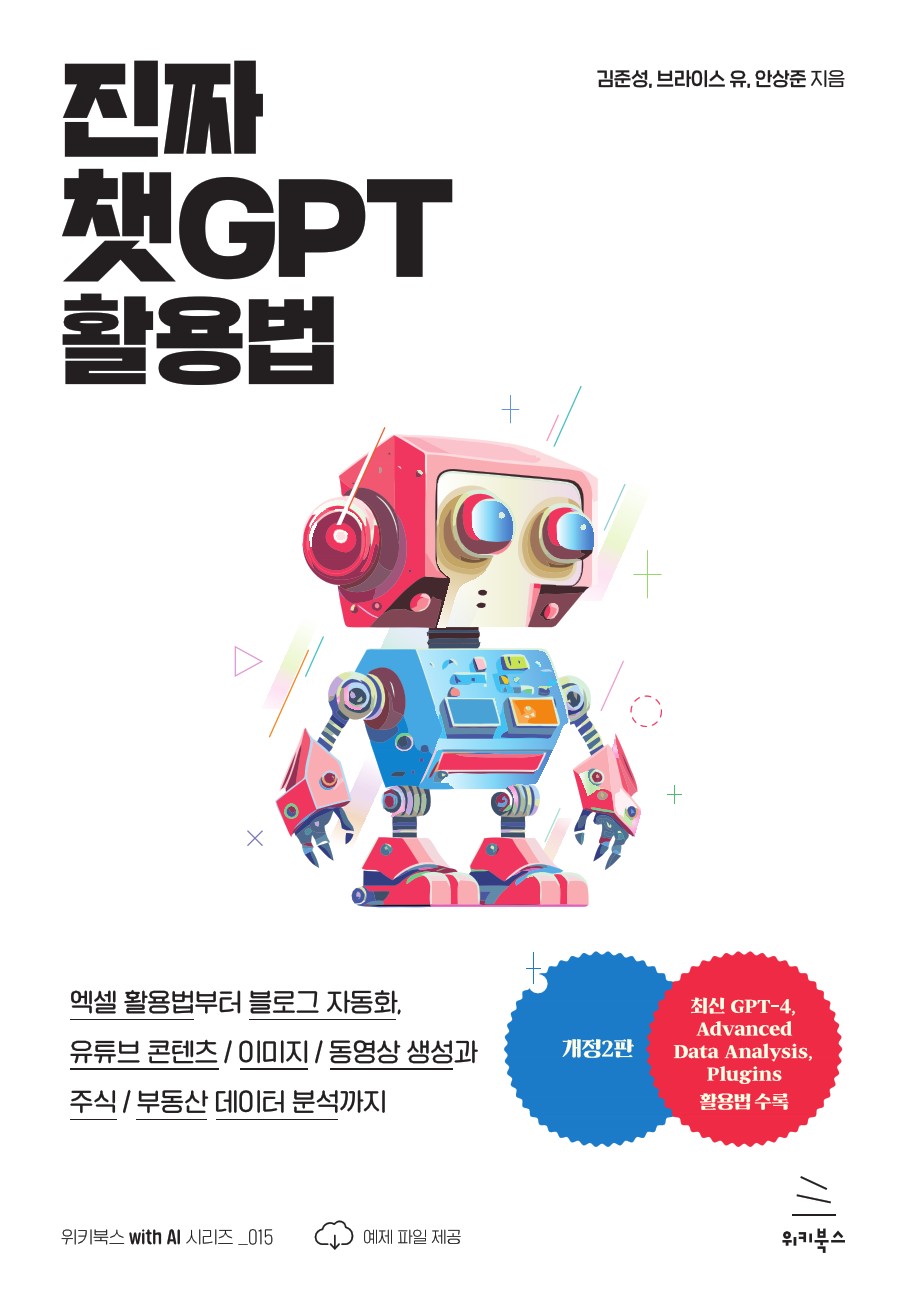 진짜
챗GPT
활용법
김준성, 브라이스 유, 안상준 지음
엑셀 활용법부터 블로그 자동화,
유튜브 콘텐츠 / 이미지 / 동영상 생성과
주식 / 부동산 데이터 분석까지
개정2판
최신 GPT-4,
Advanced
Data Analysis,
Plugins
활용법 수록
위키북스 with AI 시리즈 _015
예제 파일 제공
위키북스